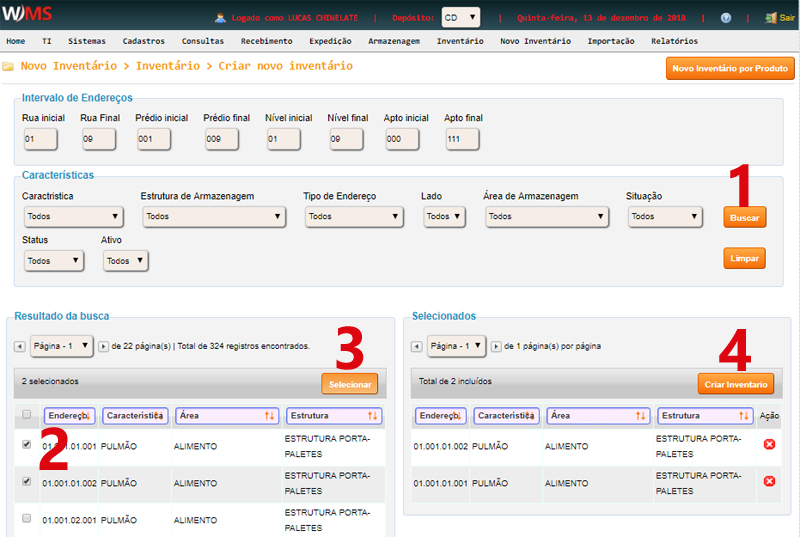 WMS
Logado como LUCAS CHINELATE | Depósito: CD | Quinta-feira, 13 de dezembro de 2018 | | Sair
Home TI Sistemas Cadastros Consultas Recebimento Expedição Armazenagem Inventário Novo Inventário Importação Relatórios
Novo Inventário > Inventário > Criar novo inventário
Novo Inventário por Produto
Intervalo de Endereços
Rua inicial Rua Final Prédio inicial Prédio final Nível inicial Nível final Apto inicial Apto final
01 09 001 009 01 09 000 111
Características
1
Caractristica Estrutura de Armazenagem Tipo de Endereço Lado Área de Armazenagem Situação
Todos Todos Todos Todos Todos Todos Buscar
Status Ativo
Todos Todos Limpar
Resultado da busca
Página - 1 de 22 página(s) | Total de 324 registros encontrados.
3
2 selecionados Selecionar
Endereço Característica Área Estrutura
2
01.001.01.001 PULMÃO ALIMENTO ESTRUTURA PORTA-
PALETES
01.001.01.002 PULMÃO ALIMENTO ESTRUTURA PORTA-
PALETES
01.001.02.001 PULMÃO ALIMENTO ESTRUTURA PORTA-
PALETES
Selecionados
Página - 1 de 1 página(s) por página
4
Total de 2 incluídos Criar Inventario
Endereço Característica Área Estrutura Ação
01.001.01.002 PULMÃO ALIMENTO ESTRUTURA PORTA-
PALETES
01.001.01.001 PULMÃO ALIMENTO ESTRUTURA PORTA-
PALETES